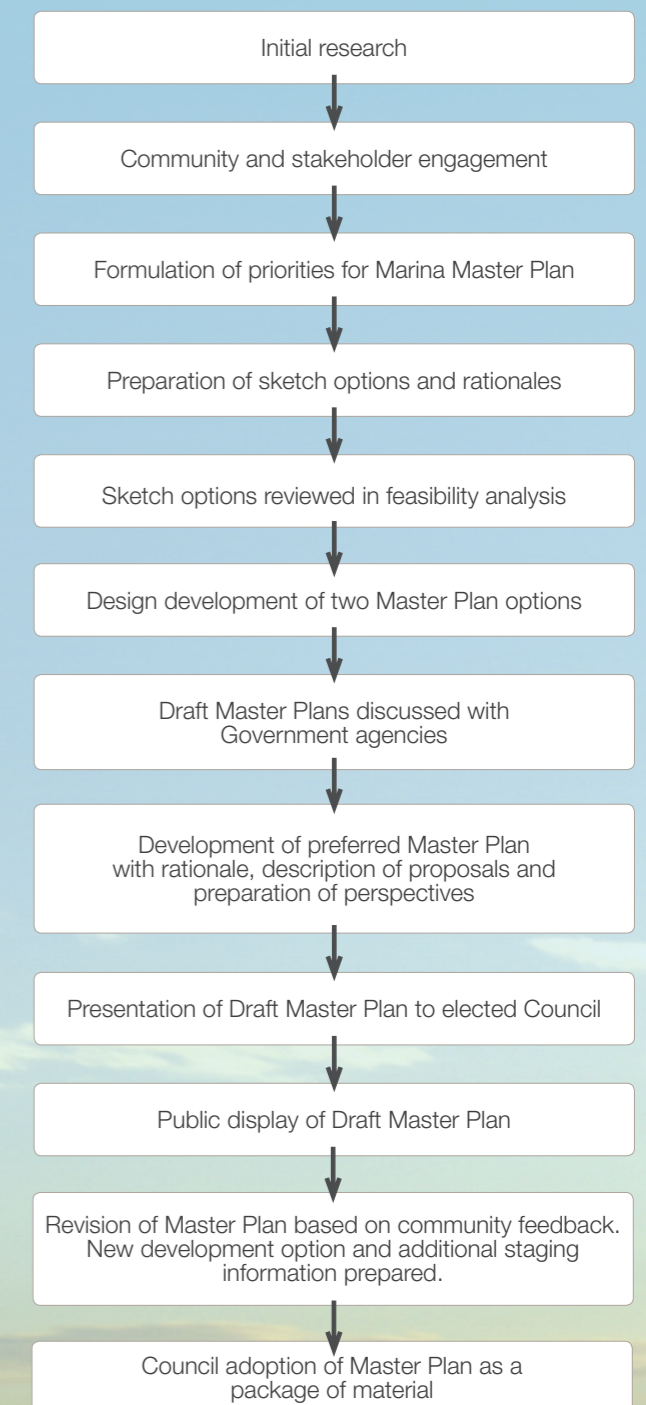 Initial research
Community and stakeholder engagement
Formulation of priorities for Marina Master Plan
Preparation of sketch options and rationales
Sketch options reviewed in feasibility analysis
Design development of two Master Plan options
Draft Master Plans discussed with
Government agencies
Development of preferred Master Plan
with rationale, description of proposals and
preparation of perspectives
Presentation of Draft Master Plan to elected Council
Public display of Draft Master Plan
Revision of Master Plan based on community feedback.
New development option and additional staging
information prepared.
Council adoption of Master Plan as a
package of material